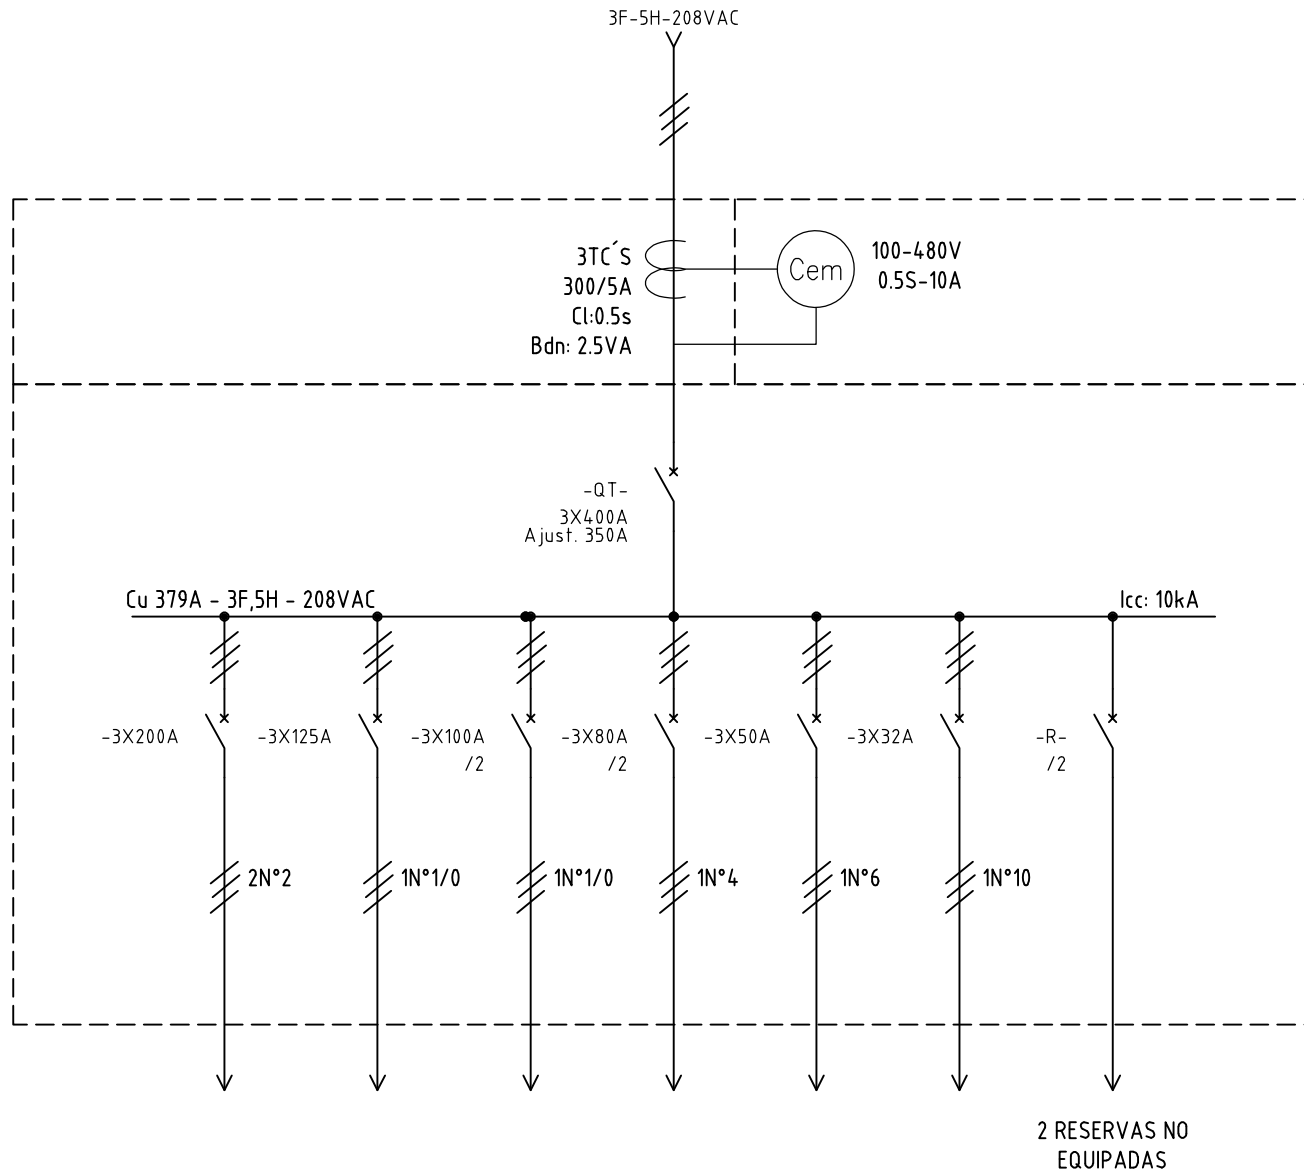 3F-5H-208VAC
3TC´S
300/5A
Cl:0.5s
Bdn: 2.5VA
Cem
100-480V
0.5S-10A
-QT-
3X400A
Ajust. 350A
Cu 379A - 3F,5H - 208VAC
Icc: 10kA
-3X200A
-3X125A
-3X100A
/2
-3X80A
/2
-3X50A
-3X32A
-R-
/2
2N°2
1N°1/0
1N°1/0
1N°4
1N°6
1N°10
2 RESERVAS NO
EQUIPADAS